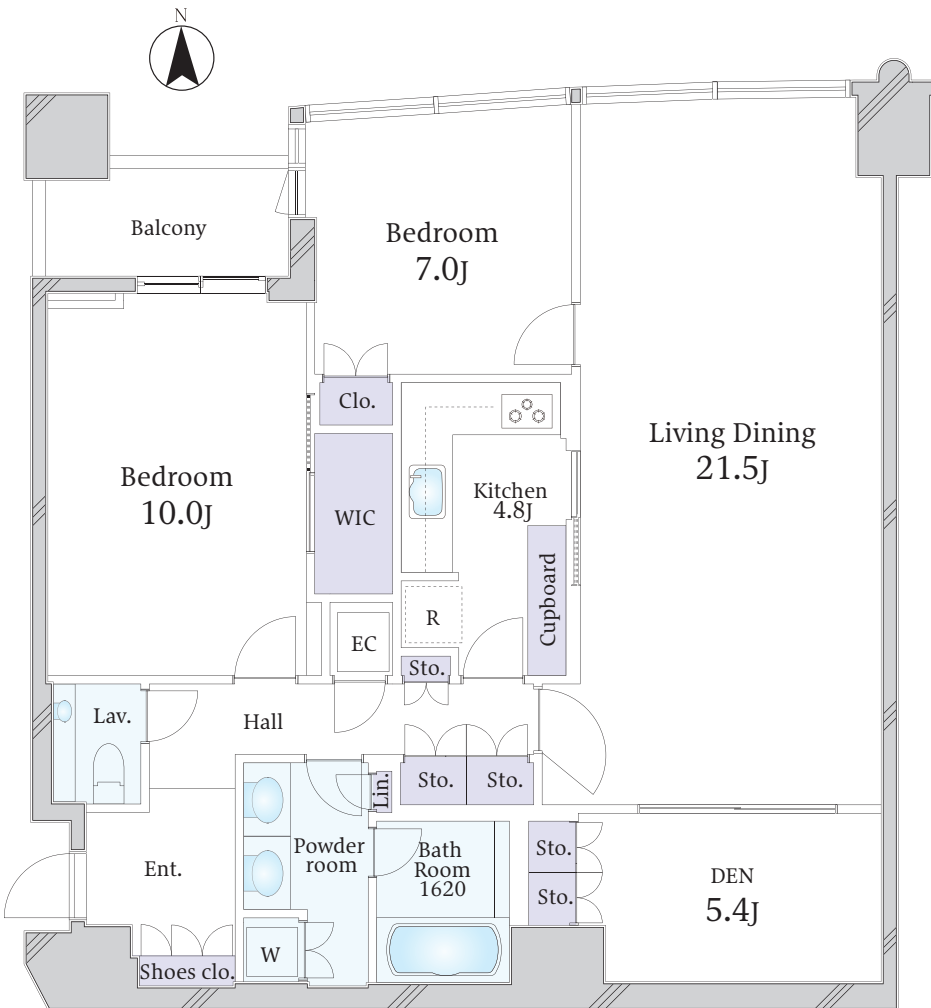 N
Balcony
Bedroom
7.0J
Clo.
Living Dining
21.5J
Bedroom
10.0J
WIC
Kitchen
4.8J
Cupboard
R
EC
Sto.
Lav.
Hall
Sto.
Sto.
Lin.
Ent.
Powder
room
Bath
Room
1620
Sto.
Sto.
DEN
5.4J
W
Shoes clo.